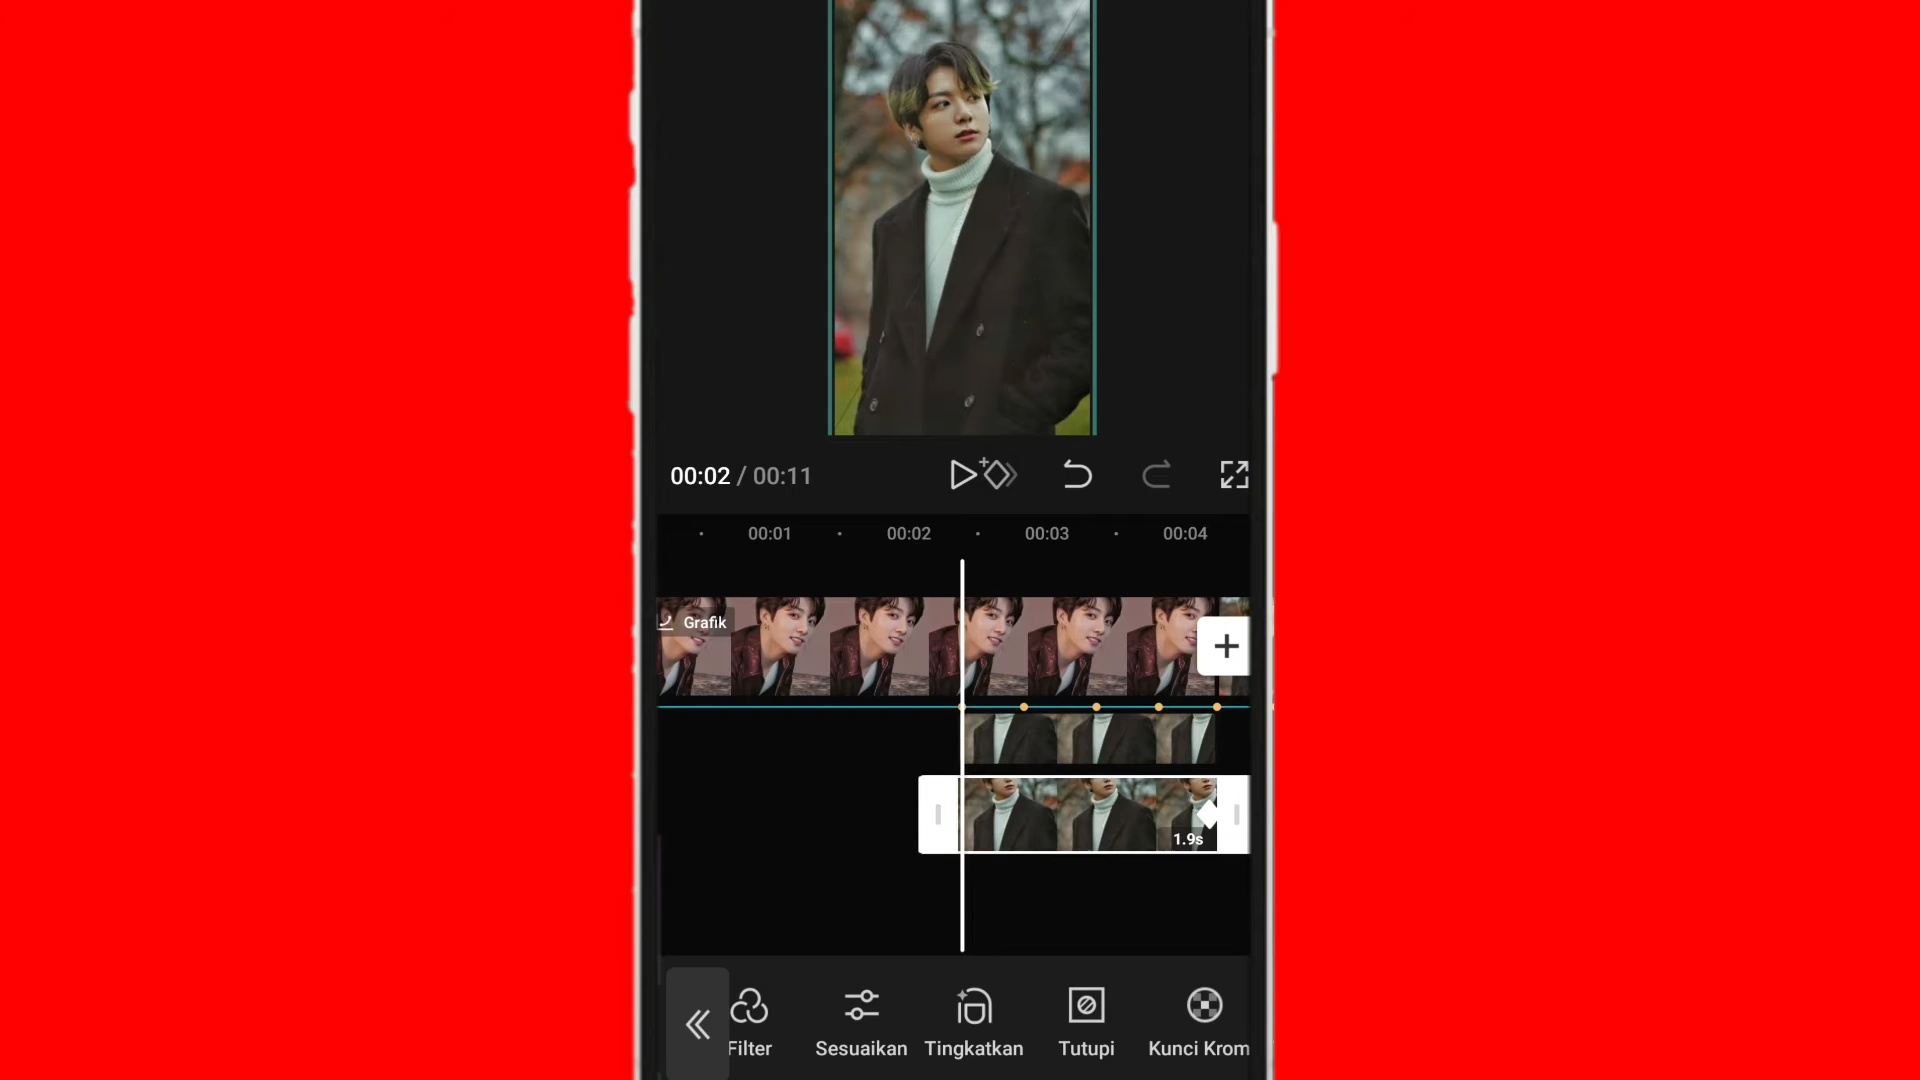 00:02 / 00:11
00:01 00:02 00:03 00:04
Grafik
1.9s
Filter Sesuaikan Tingkatkan Tutupi Kunci Krom